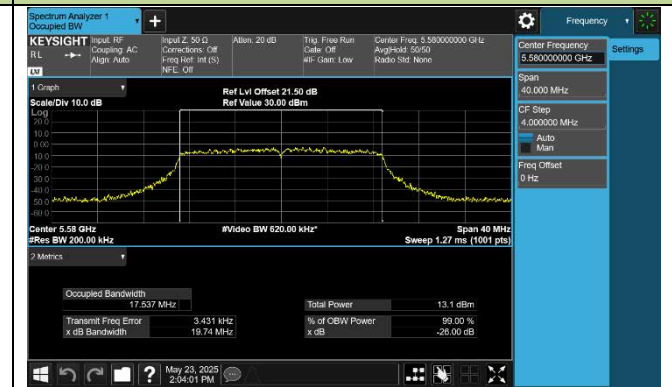 Spectrum Analyzer 1
Occupied BW
Frequency
KEYSIGHT
RL
LXI
Input: RF
Coupling: AC
Align: Auto
Input Z: 50 Ω
Corrections: Off
Freq Ref: Int (S)
NFE: Off
Atten: 20 dB
Trig: Free Run
Gate: Off
#IF Gain: Low
Center Freq: 5.580000000 GHz
Avg|Hold: 50/50
Radio Std: None
Center Frequency
5.580000000 GHz
Settings
Span
40.000 MHz
CF Step
4.000000 MHz
Auto
Man
Freq Offset
0 Hz
1 Graph
Scale/Div 10.0 dB
Ref Lvl Offset 21.50 dB
Ref Value 30.00 dBm
Log
20.0
10.0
0.00
-10.0
-20.0
-30.0
-40.0
-50.0
-60.0
Center 5.58 GHz
#Video BW 620.00 kHz*
Span 40 MHz
#Res BW 200.00 kHz
Sweep 1.27 ms (1001 pts)
2 Metrics
Occupied Bandwidth
17.537 MHz
Total Power 13.1 dBm
Transmit Freq Error 3.431 kHz
% of OBW Power 99.00 %
x dB Bandwidth 19.74 MHz
x dB -26.00 dB
May 23, 2025
2:04:01 PM